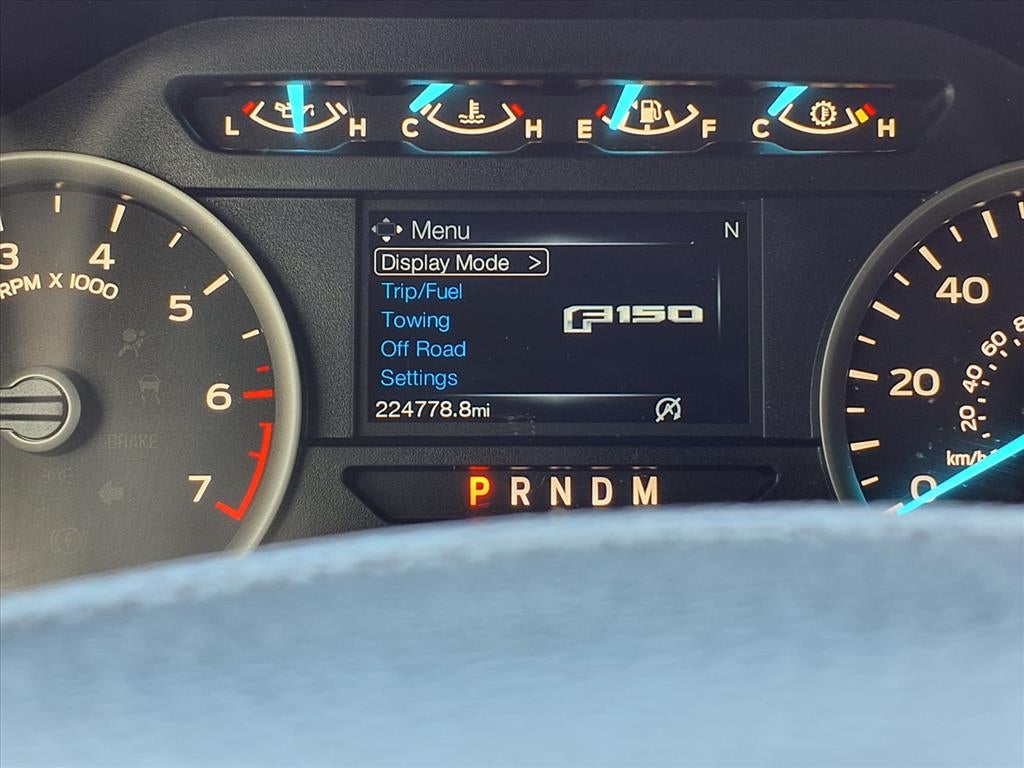 L H C H E F C H
Menu N
Display Mode >
Trip/Fuel
Towing
Off Road
Settings
F150
224778.8mi
P R N D M
3 4 5 6 7
RPM X 1000
BRAKE
0 20 40
20 40 60 8
km/h